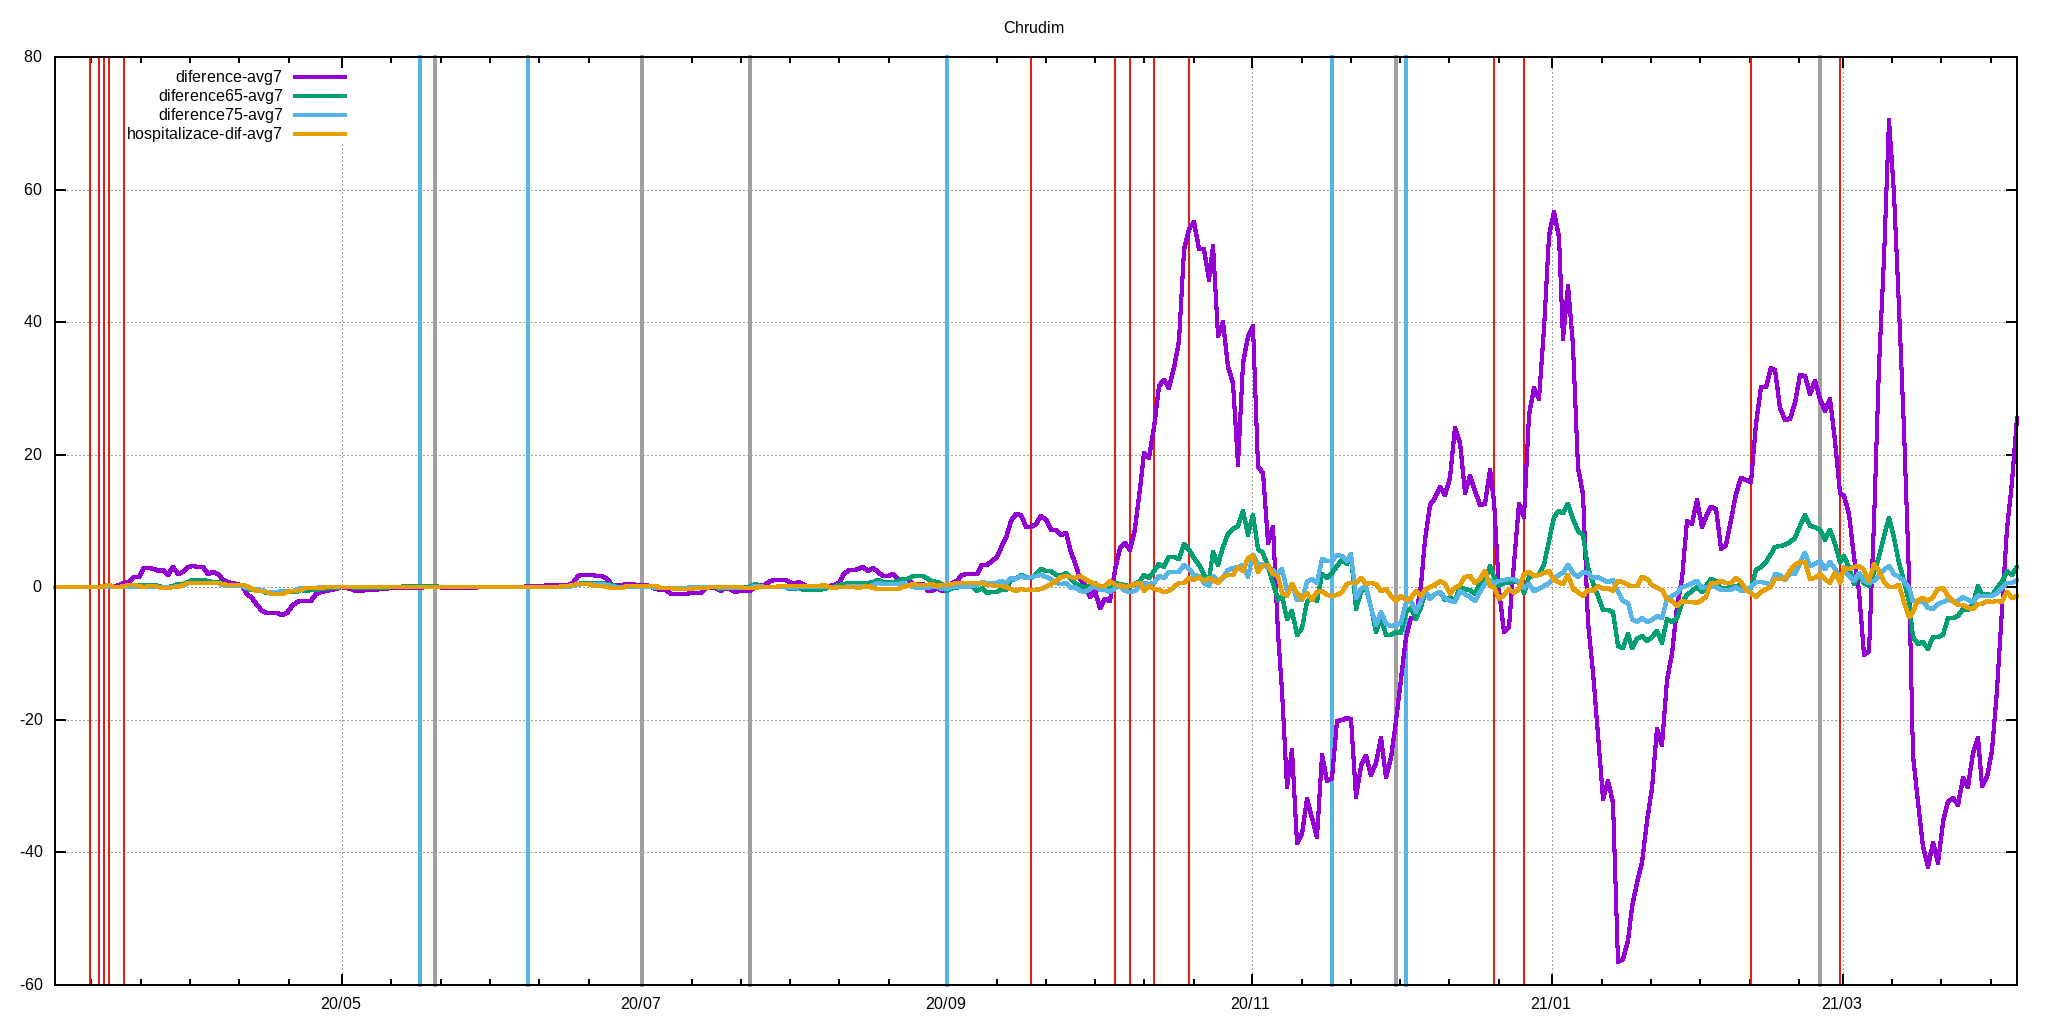 Chrudim
diference-avg7
diference65-avg7
diference75-avg7
hospitalizace-dif-avg7
80
60
40
20
0
-20
-40
-60
20/05 20/07 20/09 20/11 21/01 21/03